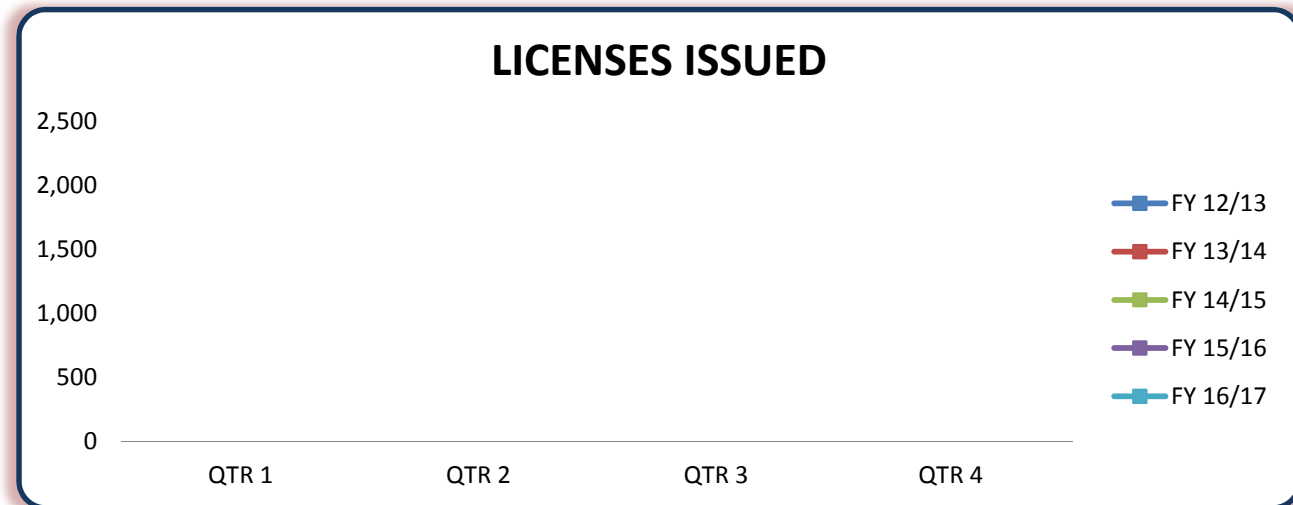 LICENSES ISSUED
2,500
2,000
1,500
1,000
500
0
QTR 1 QTR 2 QTR 3 QTR 4
FY 12/13
FY 13/14
FY 14/15
FY 15/16
FY 16/17